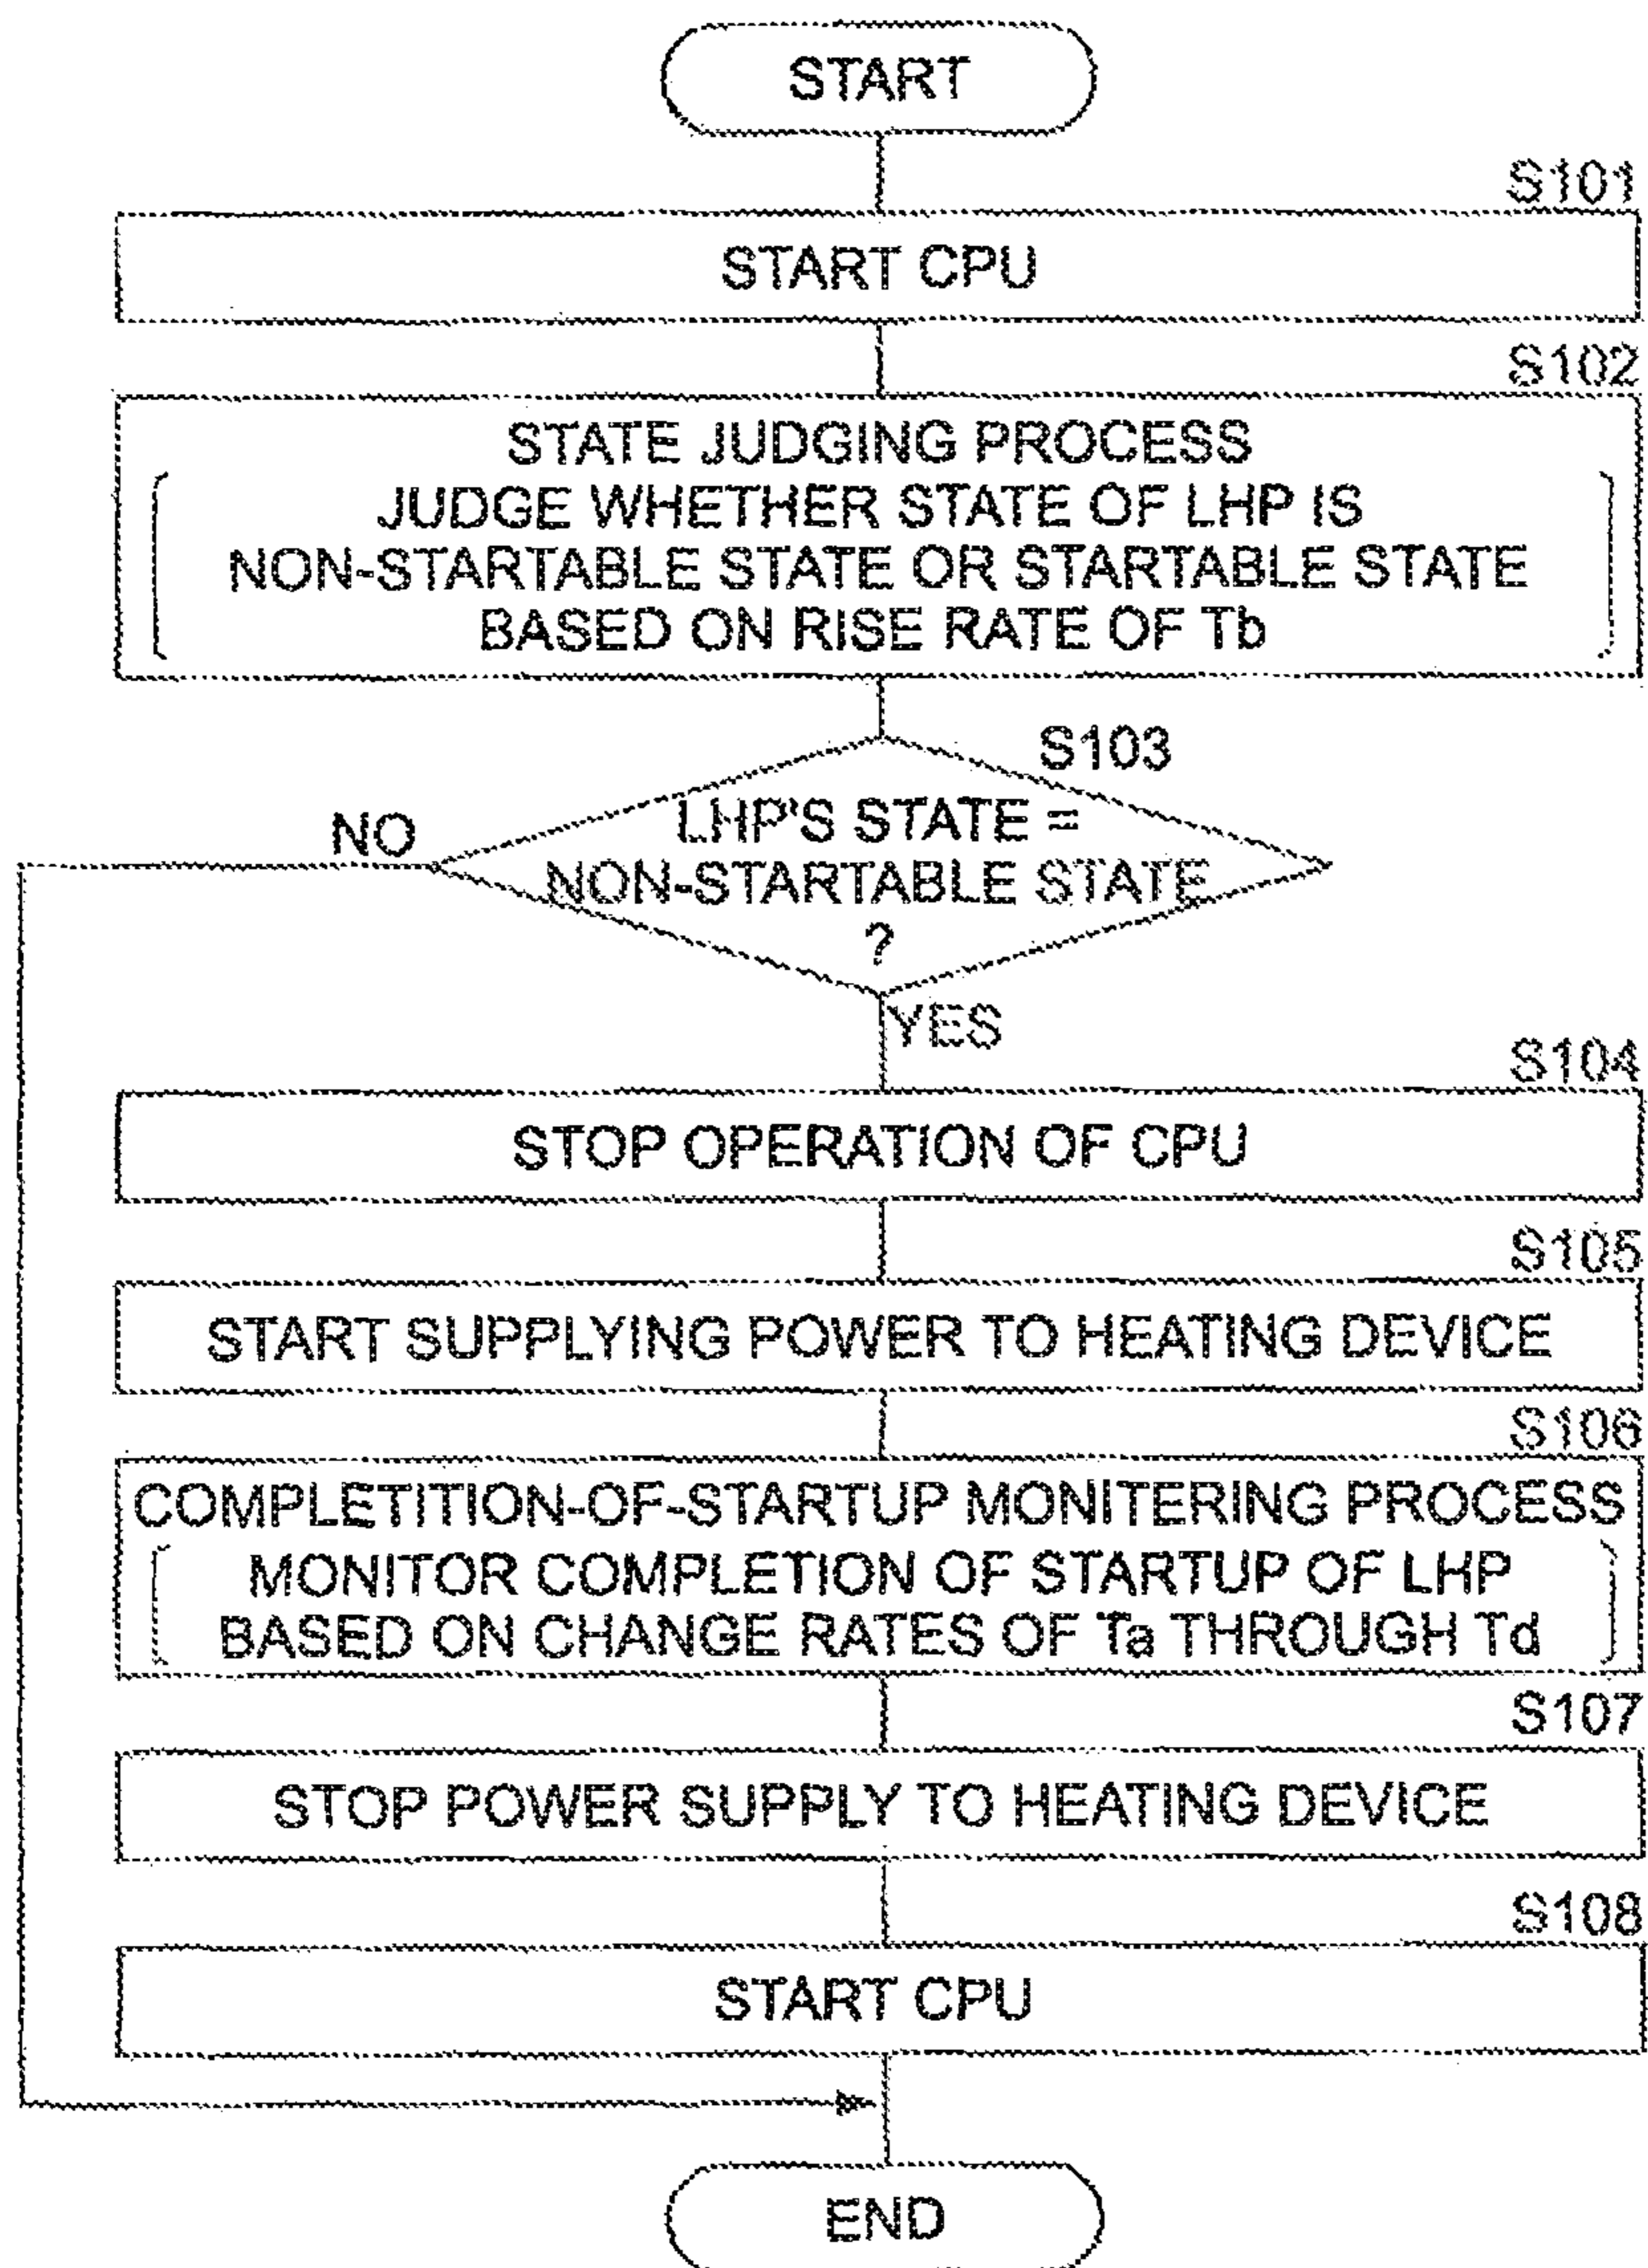 START
S101
START CPU
S102
STATE JUDGING PROCESS
JUDGE WHETHER STATE OF LHP IS
NON-STARTABLE STATE OR STARTABLE STATE
BASED ON RISE RATE OF Tb
S103
NO
LHP'S STATE =
NON-STARTABLE STATE
?
YES
S104
STOP OPERATION OF CPU
S105
START SUPPLYING POWER TO HEATING DEVICE
S106
COMPLETITION-OF-STARTUP MONITERING PROCESS
MONITOR COMPLETION OF STARTUP OF LHP
BASED ON CHANGE RATES OF Ta THROUGH Td
S107
STOP POWER SUPPLY TO HEATING DEVICE
S108
START CPU
END